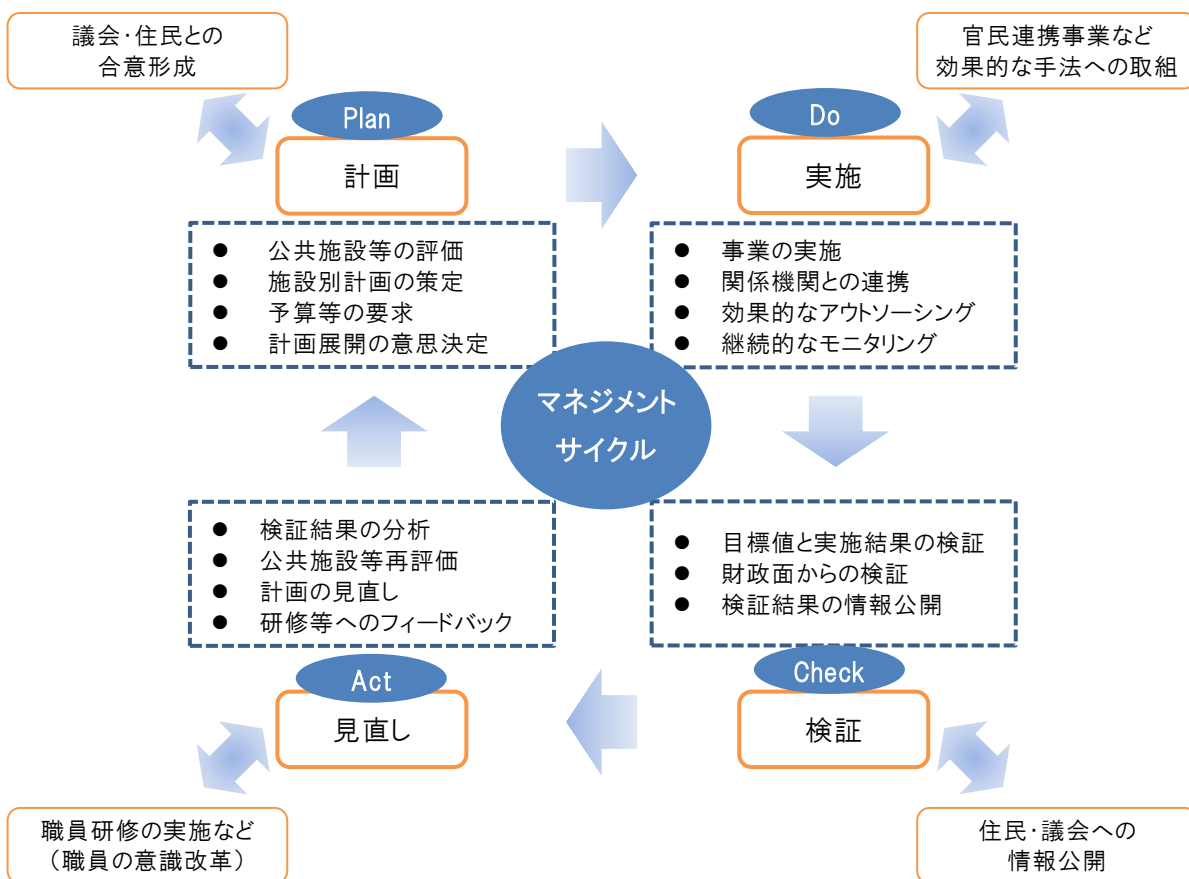 議会・住民との
合意形成
官民連携事業など
効果的な手法への取組
Plan
計画
Do
実施
● 公共施設等の評価
● 施設別計画の策定
● 予算等の要求
● 計画展開の意思決定
● 事業の実施
● 関係機関との連携
● 効果的なアウトソーシング
● 継続的なモニタリング
マネジメント
サイクル
● 検証結果の分析
● 公共施設等再評価
● 計画の見直し
● 研修等へのフィードバック
● 目標値と実施結果の検証
● 財政面からの検証
● 検証結果の情報公開
Act
見直し
Check
検証
職員研修の実施など
（職員の意識改革）
住民・議会への
情報公開